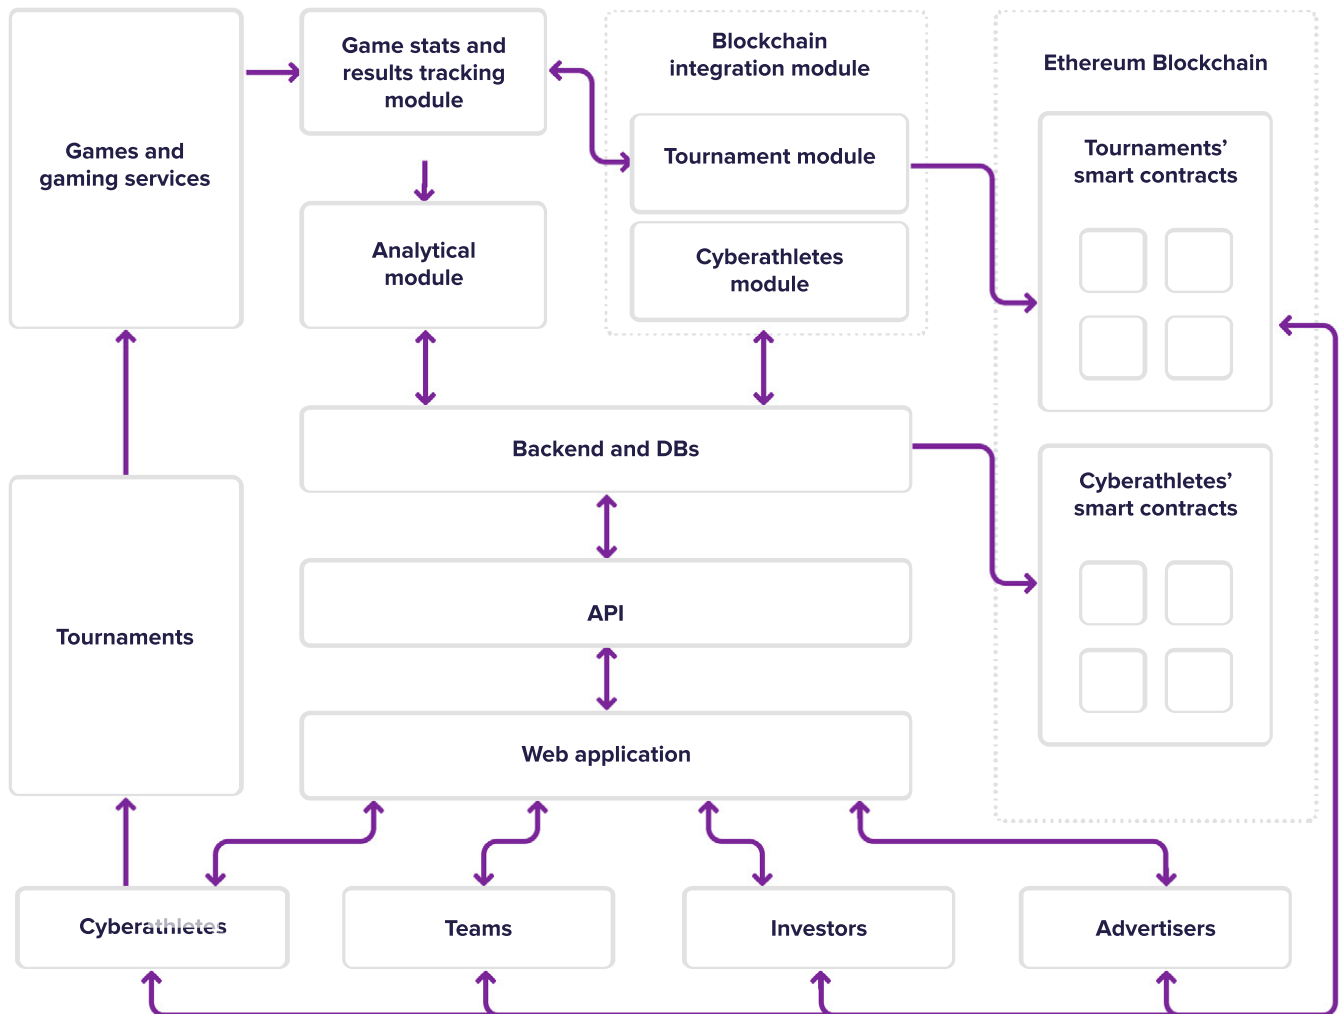 Games and
gaming services
Game stats and
results tracking
module
Blockchain
integration module
Ethereum Blockchain
Tournament module
Tournaments’
smart contracts
Analytical
module
Cyberathletes
module
Backend and DBs
Cyberathletes’
smart contracts
API
Tournaments
Web application
Cyberathletes
Teams
Investors
Advertisers